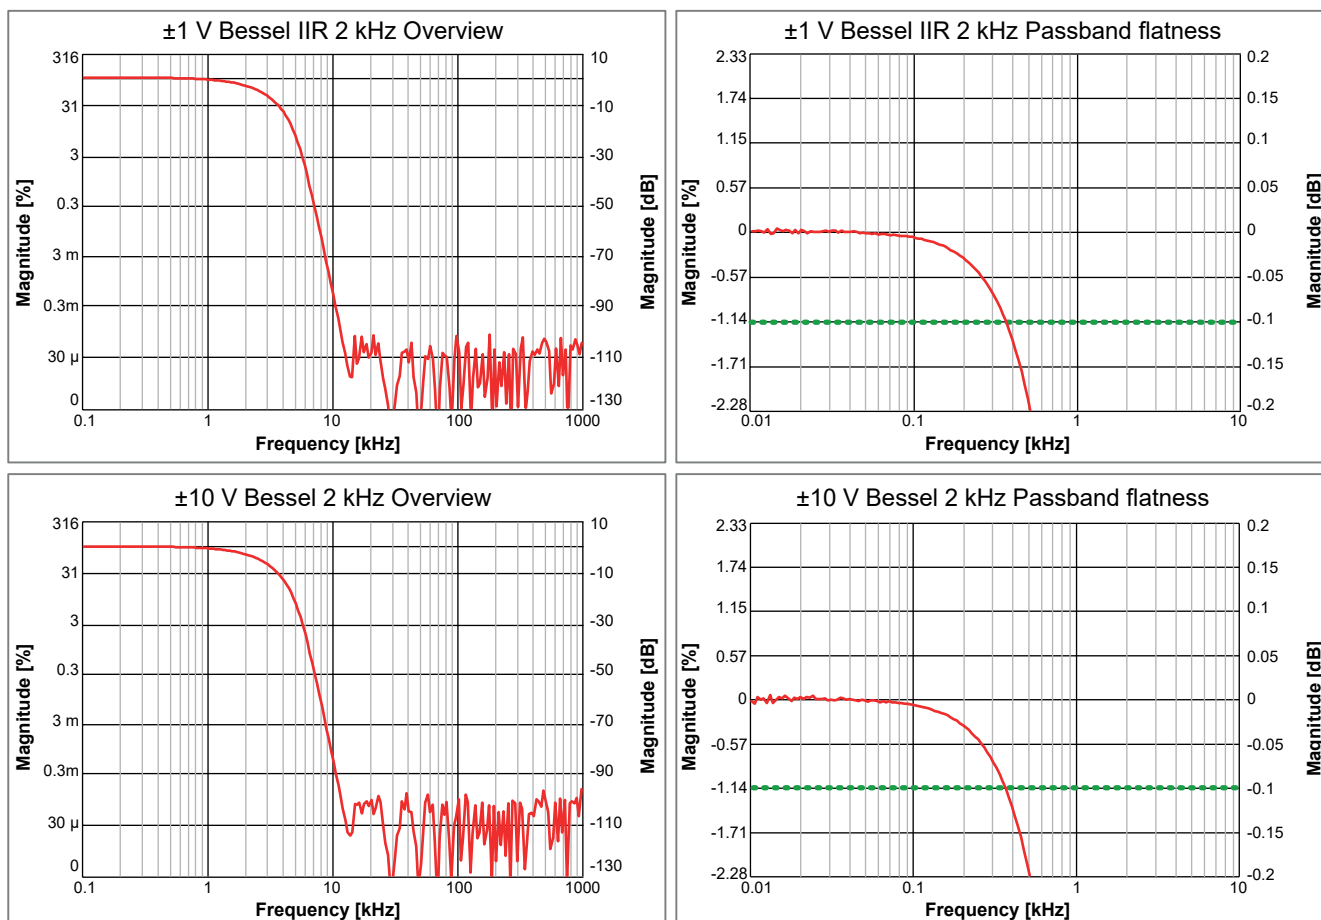 ±1 V Bessel IIR 2 kHz Overview
316
31
3
0.3
3 m
0.3m
30 µ
0
Magnitude [%]
10
-10
-30
-50
-70
-90
-110
-130
Magnitude [dB]
0.1 1 10 100 1000
Frequency [kHz]
±1 V Bessel IIR 2 kHz Passband flatness
2.33
1.74
1.15
0.57
0
-0.57
-1.14
-1.71
-2.28
Magnitude [%]
0.2
0.15
0.1
0.05
0
-0.05
-0.1
-0.15
-0.2
Magnitude [dB]
0.01 0.1 1 10
Frequency [kHz]
±10 V Bessel 2 kHz Overview
316
31
3
0.3
3 m
0.3m
30 µ
0
Magnitude [%]
10
-10
-30
-50
-70
-90
-110
-130
Magnitude [dB]
0.1 1 10 100 1000
Frequency [kHz]
±10 V Bessel 2 kHz Passband flatness
2.33
1.74
1.15
0.57
0
-0.57
-1.14
-1.71
-2.28
Magnitude [%]
0.2
0.15
0.1
0.05
0
-0.05
-0.1
-0.15
-0.2
Magnitude [dB]
0.01 0.1 1 10
Frequency [kHz]